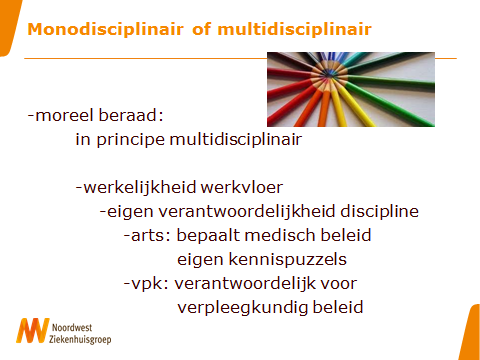 Monodisciplinair of multidisciplinair
-moreel beraad:
in principe multidisciplinair
-werkelijkheid werkvloer
-eigen verantwoordelijkheid discipline
-arts: bepaalt medisch beleid
eigen kennispuzzels
-vpk: verantwoordelijk voor
verpleegkundig beleid
Noordwest
Ziekenhuisgroep